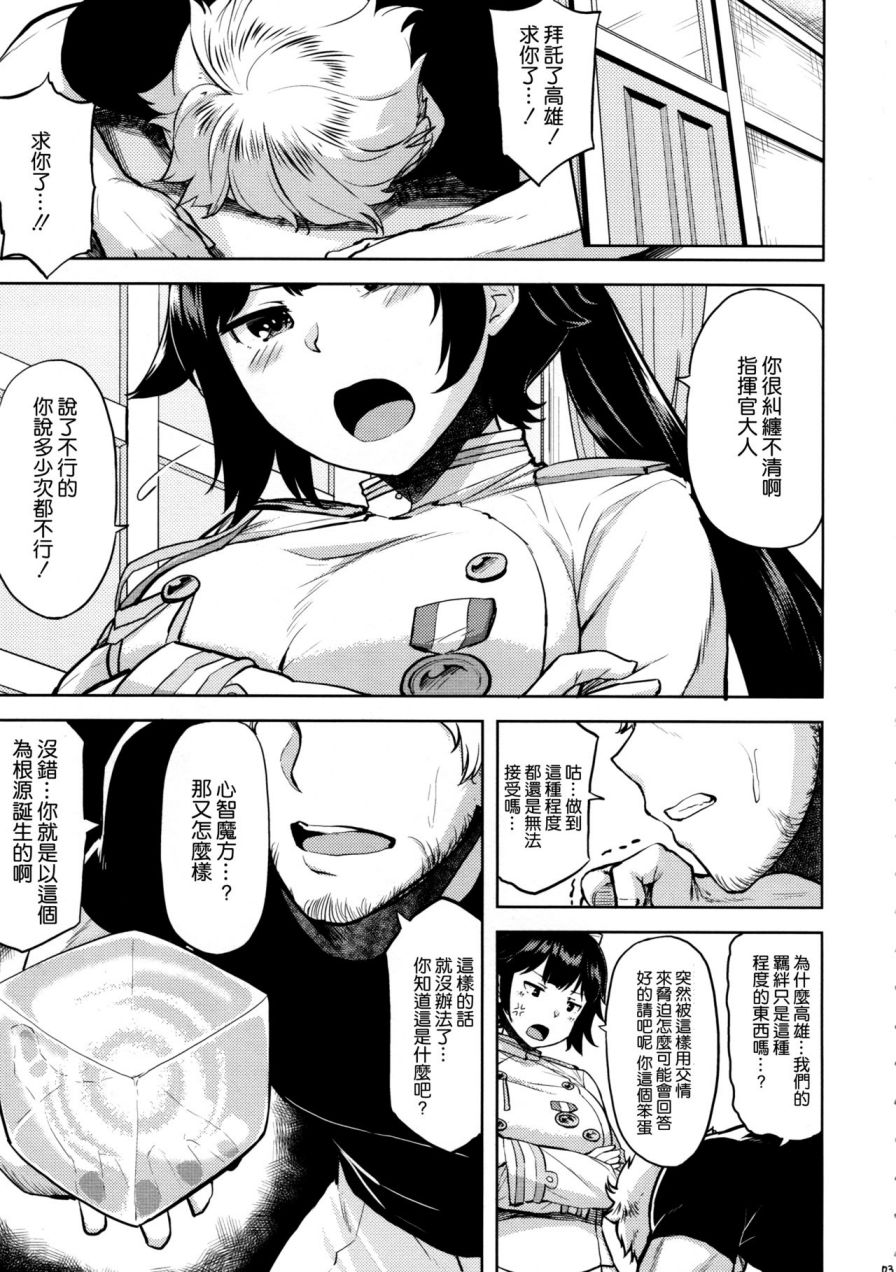 拜託了高雄！
求你了…！
求你了…!!
你很糾纏不清啊
指揮官大人
說了不行的
你說多少次都不行！
咕…做到
這種程度
都還是無法
接受嗎…
為什麼高雄…我們的
羈絆只是這種
程度的東西嗎…？
突然被這樣用交情
來脅迫怎麼可能會回答
好的請吧呢 你這個笨蛋
這樣的話
就沒辦法了…
你知道這是什麼吧？
心智魔方…？
那又怎麼樣
沒錯…你就是以這個
為根源誕生的啊